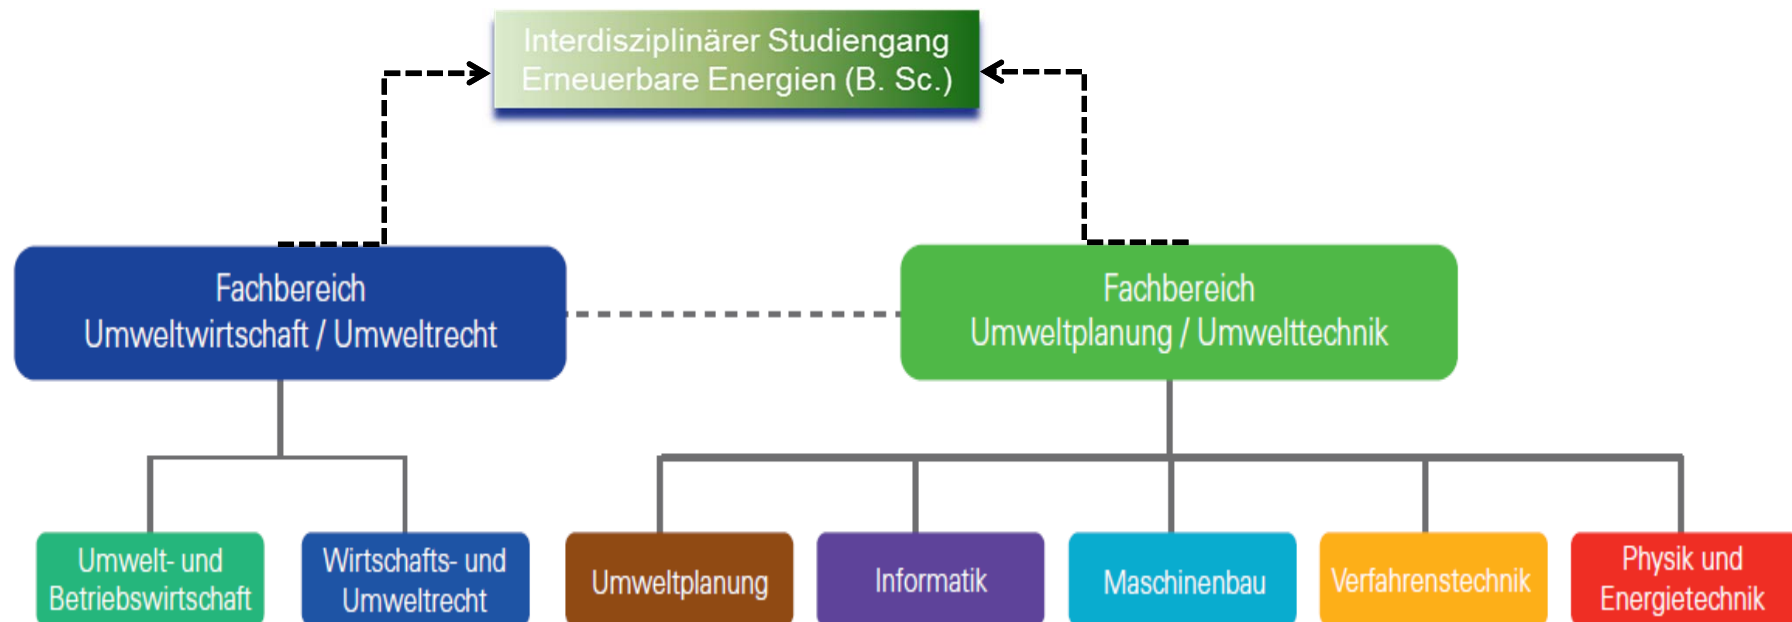 Interdisziplinärer Studiengang
Erneuerbare Energien (B. Sc.)
Fachbereich
Umweltwirtschaft / Umweltrecht
Fachbereich
Umweltplanung / Umwelttechnik
Umwelt- und
Betriebswirtschaft
Wirtschafts- und
Umweltrecht
Umweltplanung
Informatik
Maschinenbau
Verfahrenstechnik
Physik und
Energietechnik